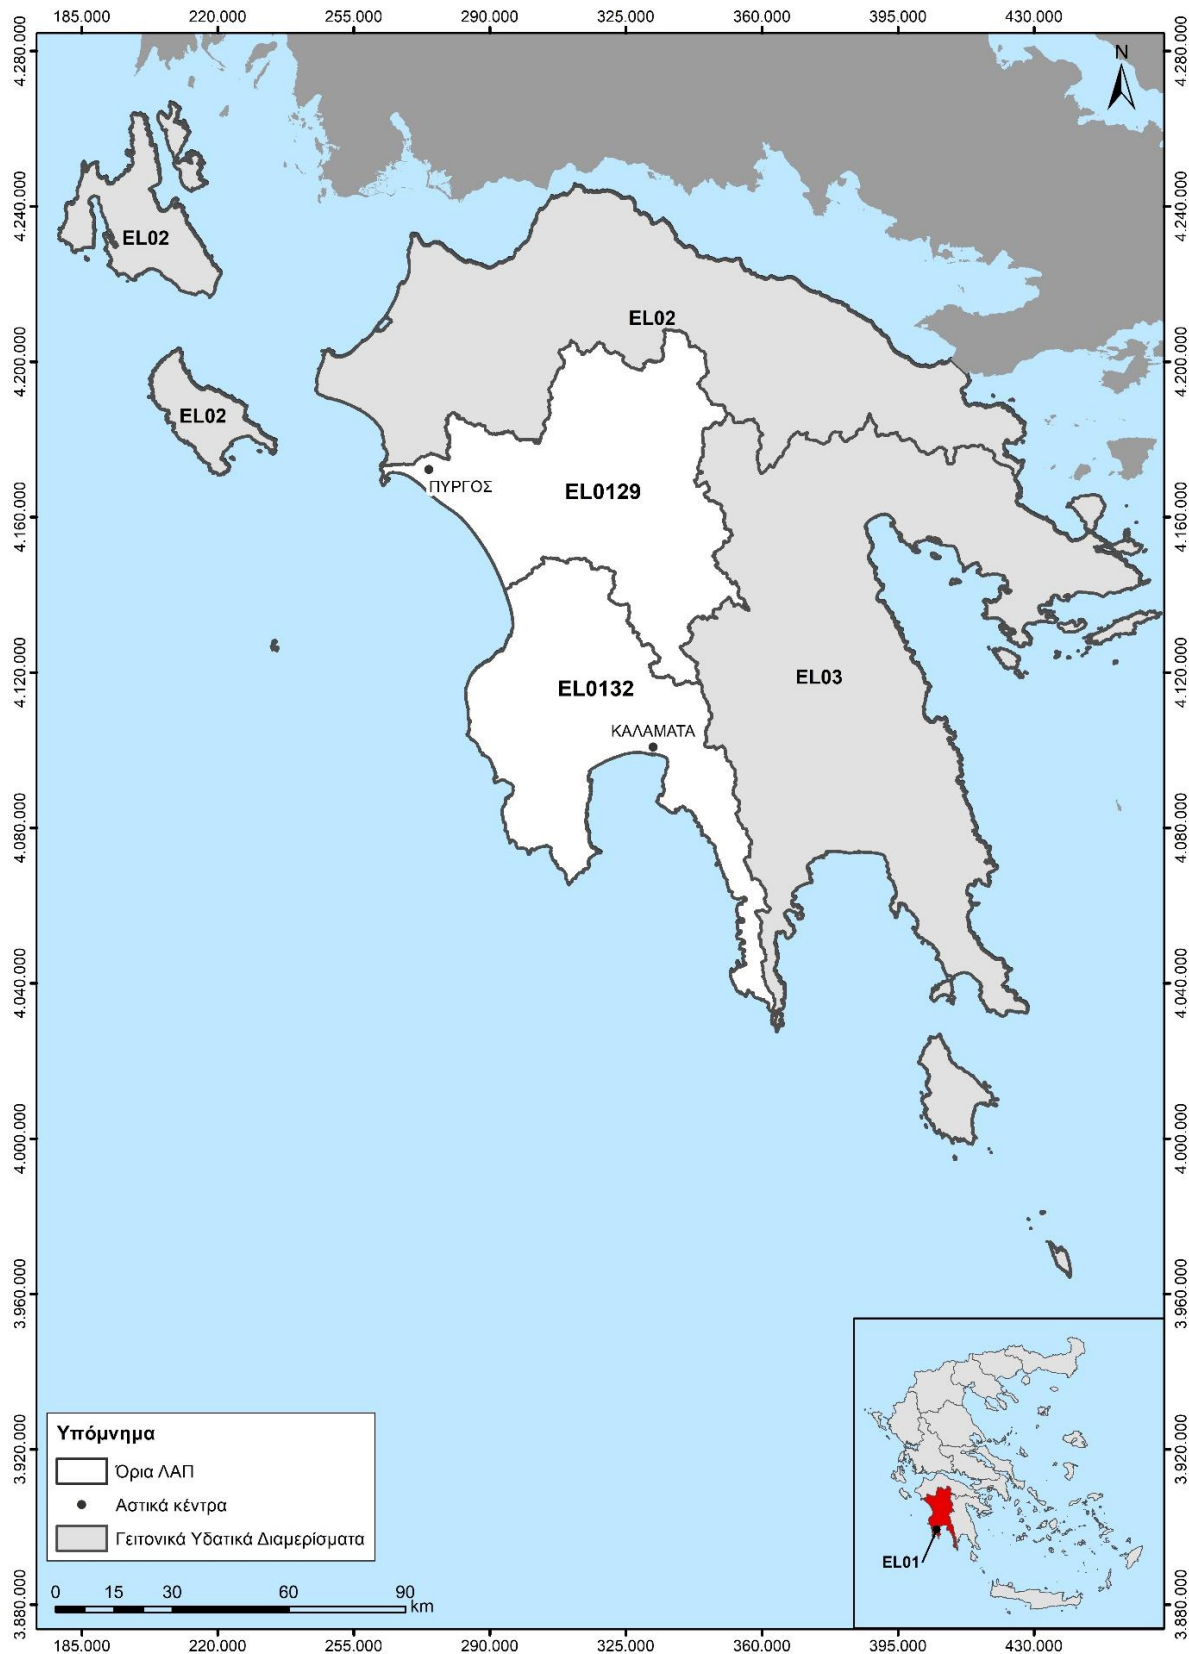 185.000 220.000 255.000 290.000 325.000 360.000 395.000 430.000
4.280.000 4.280.000
N
4.240.000 4.240.000
EL02
EL02
4.200.000 4.200.000
EL02
ΠΥΡΓΟΣ
EL0129
4.160.000 4.160.000
4.120.000 4.120.000
EL03
EL0132
ΚΑΛΑΜΑΤΑ
4.080.000 4.080.000
4.040.000 4.040.000
4.000.000 4.000.000
3.960.000 3.960.000
3.920.000 3.920.000
Υπόμνημα
Όρια ΛΑΠ
Αστικά κέντρα
Γειτονικά Υδατικά Διαμερίσματα
EL01
0 15 30 60 90
km
3.880.000 3.880.000
185.000 220.000 255.000 290.000 325.000 360.000 395.000 430.000